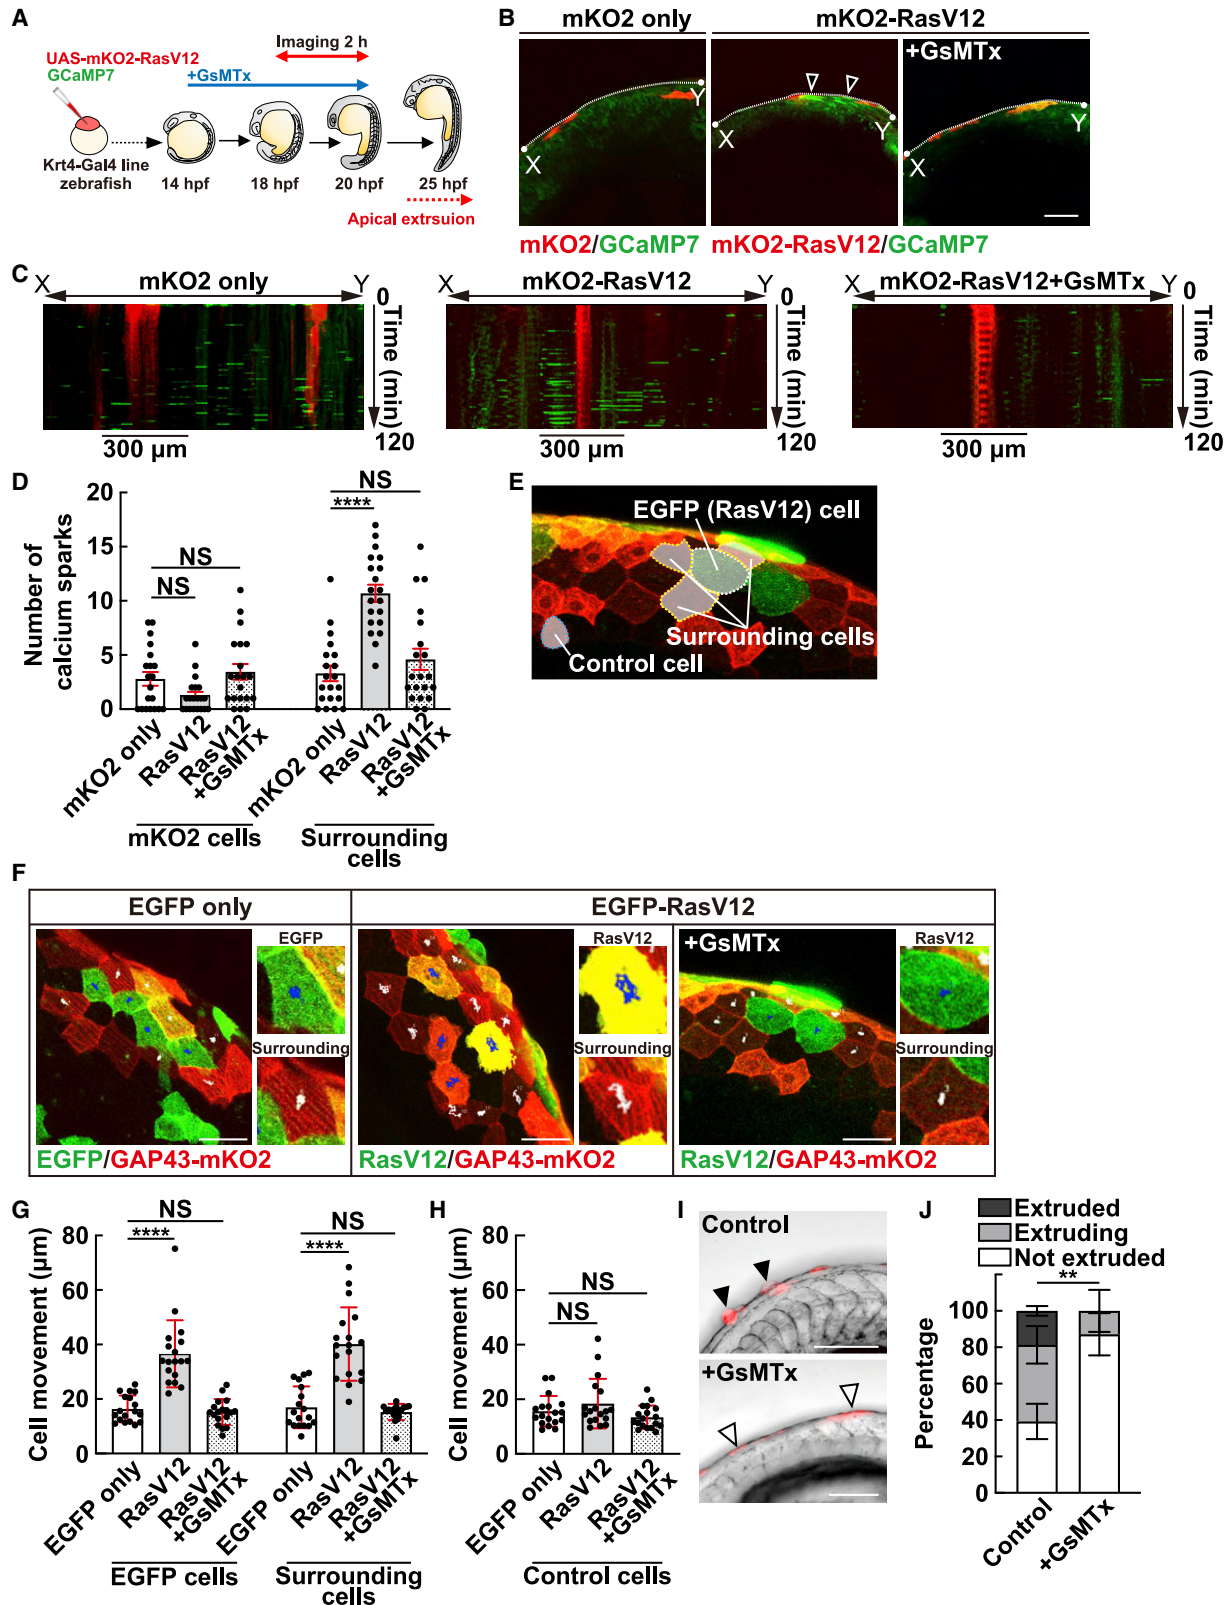 A
Imaging 2 h
UAS-mKO2-RasV12
GCaMP7
+GsMTx
Krt4-Gal4 line
zebrafish
14 hpf
18 hpf
20 hpf
25 hpf
Apical extrsuion
B
mKO2 only
mKO2-RasV12
+GsMTx
X
Y
X
Y
X
Y
mKO2/GCaMP7
mKO2-RasV12/GCaMP7
C
X
mKO2 only
Y
0
Time (min)
120
300 µm
X
mKO2-RasV12
Y
0
Time (min)
120
300 µm
X
mKO2-RasV12+GsMTx
Y
0
Time (min)
120
300 µm
D
Number of
calcium sparks
20
15
10
5
0
NS
NS
****
NS
mKO2 only
RasV12
RasV12
+GsMTx
mKO2 only
RasV12
RasV12
+GsMTx
mKO2 cells
Surrounding
cells
E
EGFP (RasV12) cell
Surrounding cells
Control cell
F
EGFP only
EGFP-RasV12
EGFP
Surrounding
RasV12
Surrounding
+GsMTx
RasV12
Surrounding
EGFP/GAP43-mKO2
RasV12/GAP43-mKO2
RasV12/GAP43-mKO2
G
Cell movement (µm)
80
60
40
20
0
NS
****
NS
****
EGFP only
RasV12
RasV12
+GsMTx
EGFP only
RasV12
RasV12
+GsMTx
EGFP cells
Surrounding
cells
H
Cell movement (µm)
80
60
40
20
0
NS
NS
EGFP only
RasV12
RasV12
+GsMTx
Control cells
I
Control
+GsMTx
J
Extruded
Extruding
Not extruded
**
Percentage
100
80
60
40
20
0
Control
+GsMTx